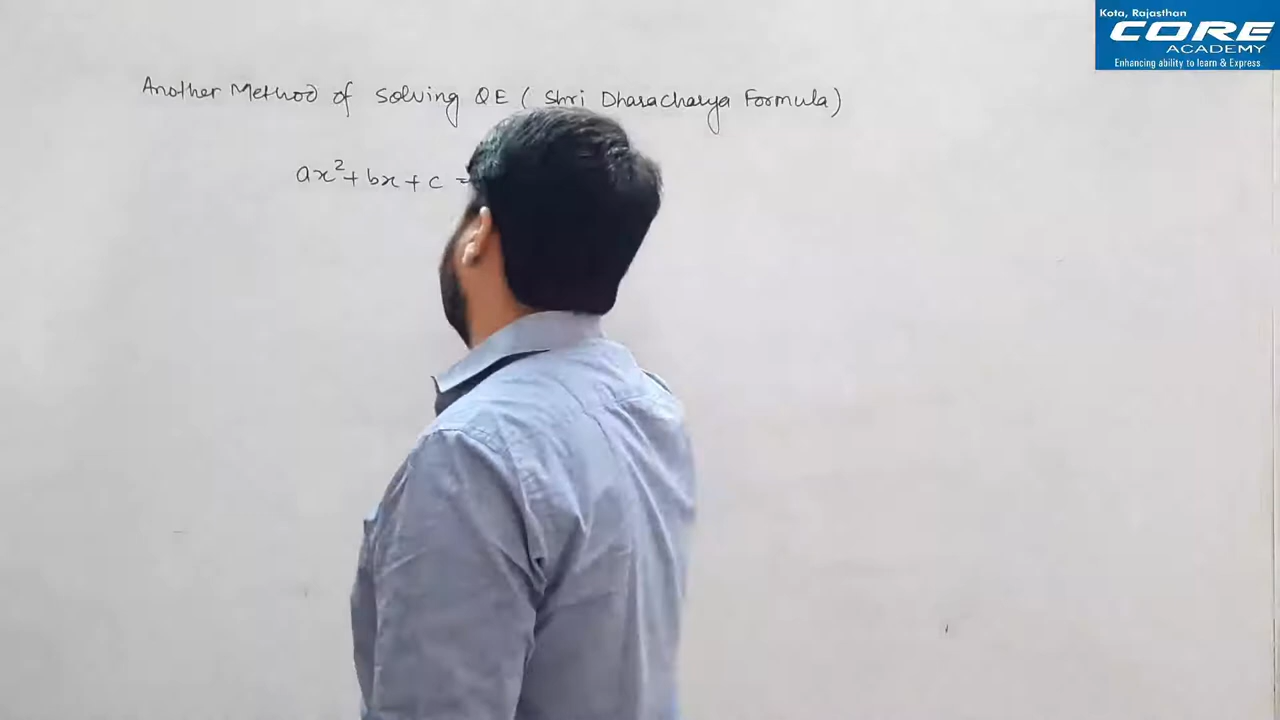 Kota, Rajasthan
CORE
ACADEMY
Enhancing ability to learn & Express
Another Method of Solving QE (Shri Dharacharya Formula)
ax²+ bx + c =